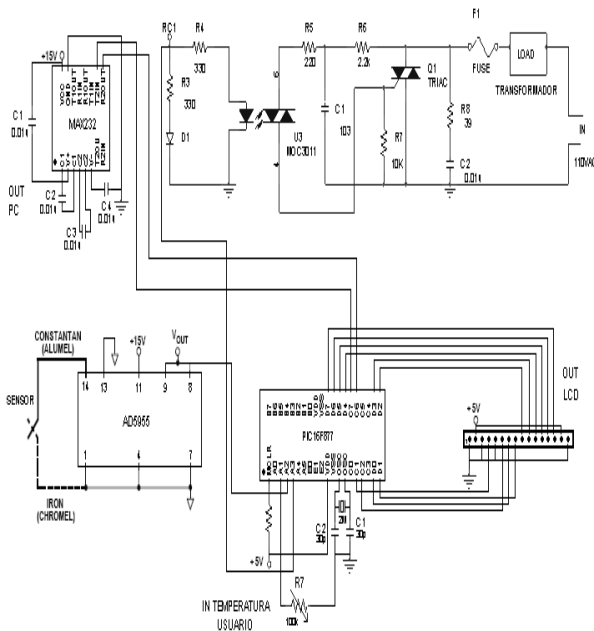 +15V
MAX232
C1
0.01u
OUT
PC
C2
0.01u
C3
0.01u
C4
0.01u
RC1
R4
330
R3
330
D1
U3
MOC3011
6
4
R5
220
R6
2.2k
C1
103
Q1
TRIAC
R7
10K
R8
39
C2
0.01u
F1
FUSE
LOAD
TRANSFORMADOR
IN
110VAC
CONSTANTAN
(ALUMEL)
SENSOR
IRON
(CHROMEL)
+15V
VOUT
14 13 11 9 8
AD5955
1 4 7
PIC16F877
OUT
LCD
+5V
+5V
C2
30p
2M
C1
30p
R7
100k
IN TEMPERATURA
USUARIO